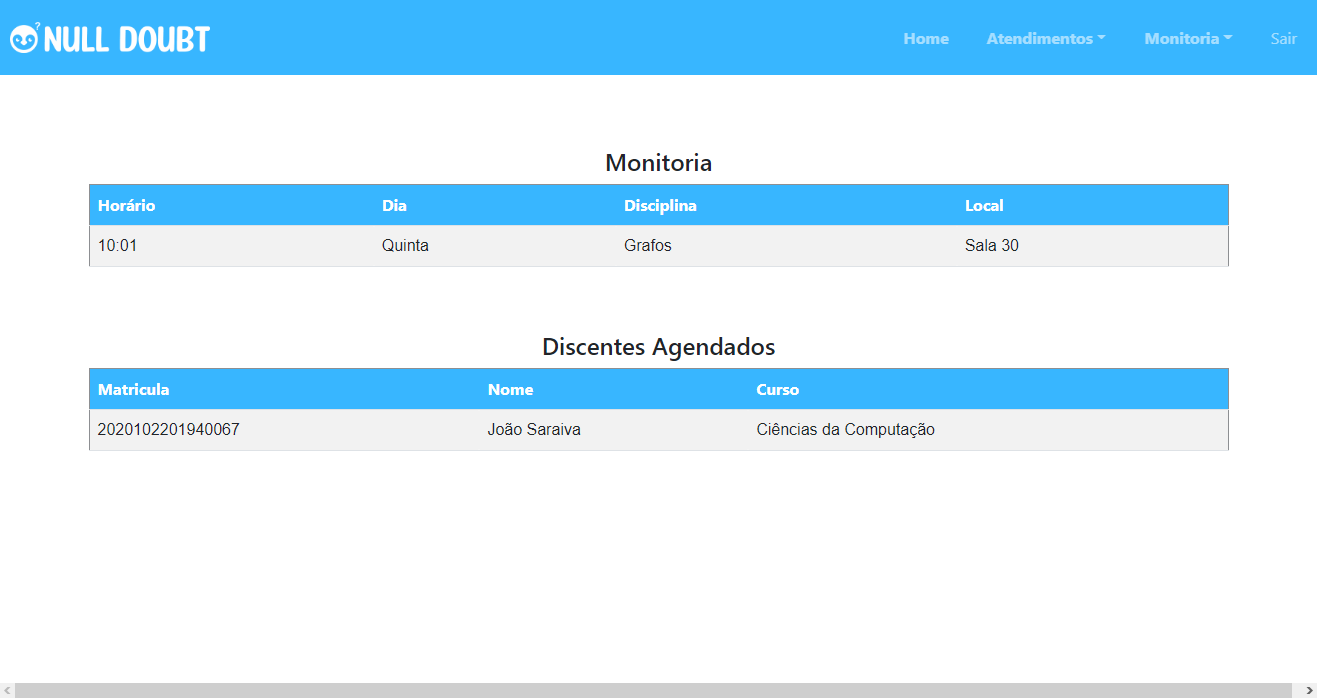 ? NULL DOUBT Home Atendimentos Monitoria Sair
Monitoria
Horário Dia Disciplina Local
10:01 Quinta Grafos Sala 30
Discentes Agendados
Matricula Nome Curso
2020102201940067 João Saraiva Ciências da Computação